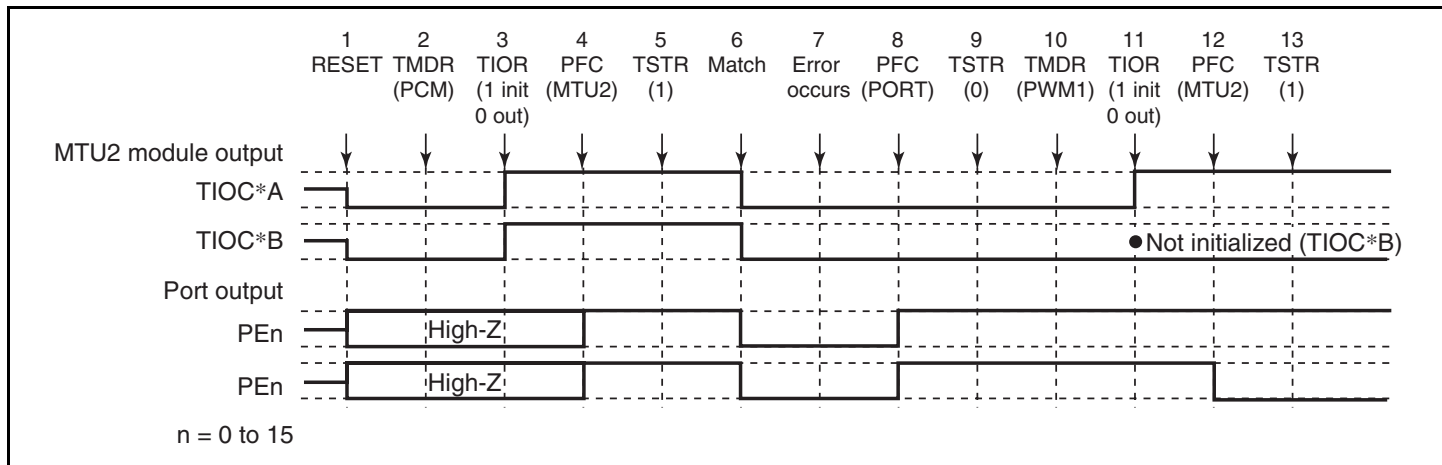 1 2 3 4 5 6 7 8 9 10 11 12 13
RESET TMDR TIOR PFC TSTR Match Error PFC TSTR TMDR TIOR PFC TSTR
(PCM) (1 init (MTU2) (1) occurs (PORT) (0) (PWM1) (1 init (MTU2) (1)
0 out) 0 out)
MTU2 module output
TIOC*A
TIOC*B
●Not initialized (TIOC*B)
Port output
PEn
High-Z
PEn
High-Z
n = 0 to 15